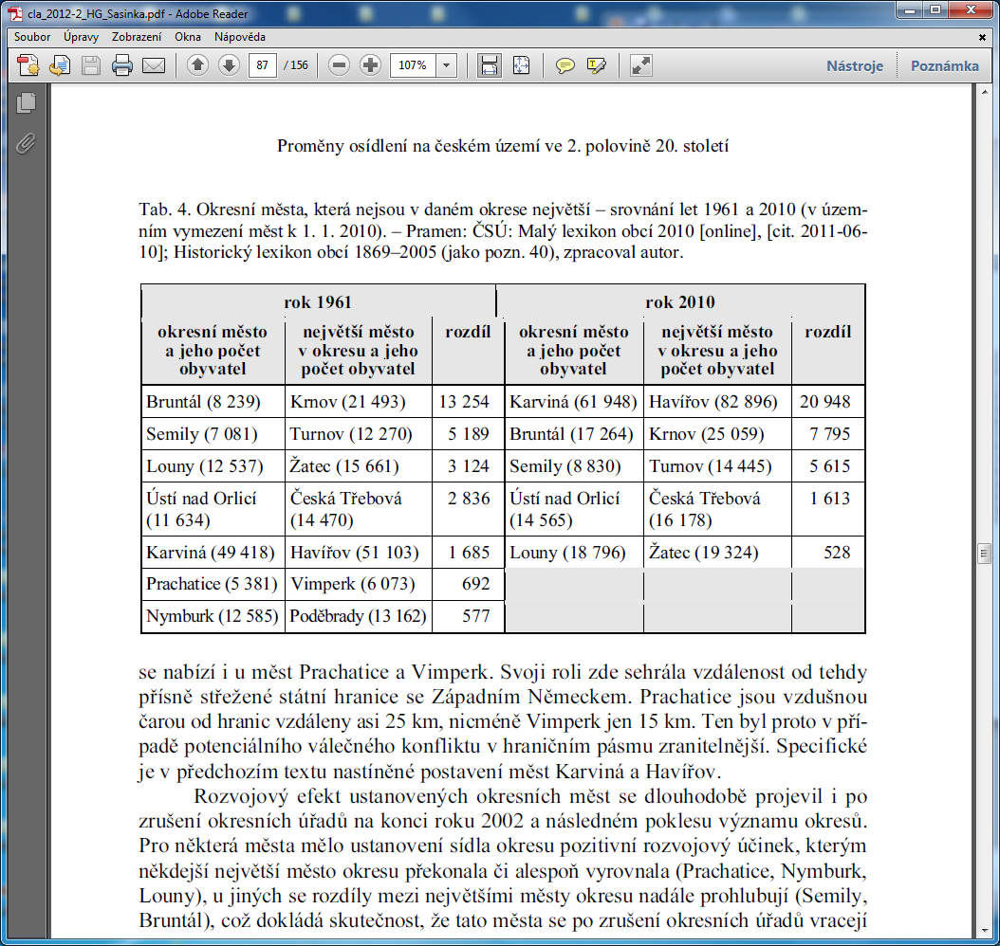 cla_2012-2_HG_Sasinka.pdf - Adobe Reader
Soubor Úpravy Zobrazení Okna Nápověda
87 / 156 107% Nástroje Poznámka
Proměny osídlení na českém území ve 2. polovině 20. století
Tab. 4. Okresní města, která nejsou v daném okrese největší – srovnání let 1961 a 2010 (v územ-
ním vymezení měst k 1. 1. 2010). – Pramen: ČSÚ: Malý lexikon obcí 2010 [online], [cit. 2011-06-
10]; Historický lexikon obcí 1869–2005 (jako pozn. 40), zpracoval autor.
rok 1961 rok 2010
okresní město největší město rozdíl okresní město největší město rozdíl
a jeho počet v okresu a jeho a jeho počet v okresu a jeho
obyvatel počet obyvatel obyvatel počet obyvatel
Bruntál (8 239) Krnov (21 493) 13 254 Karviná (61 948) Havířov (82 896) 20 948
Semily (7 081) Turnov (12 270) 5 189 Bruntál (17 264) Krnov (25 059) 7 795
Louny (12 537) Žatec (15 661) 3 124 Semily (8 830) Turnov (14 445) 5 615
Ústí nad Orlicí Česká Třebová 2 836 Ústí nad Orlicí Česká Třebová 1 613
(11 634) (14 470) (14 565) (16 178)
Karviná (49 418) Havířov (51 103) 1 685 Louny (18 796) Žatec (19 324) 528
Prachatice (5 381) Vimperk (6 073) 692
Nymburk (12 585) Poděbrady (13 162) 577
se nabízí i u měst Prachatice a Vimperk. Svoji roli zde sehrála vzdálenost od tehdy
přísně střežené státní hranice se Západním Německem. Prachatice jsou vzdušnou
čarou od hranic vzdáleny asi 25 km, nicméně Vimperk jen 15 km. Ten byl proto v pří-
padě potenciálního válečného konfliktu v hraničním pásmu zranitelnější. Specifické
je v předchozím textu nastíněné postavení měst Karviná a Havířov.
Rozvojový efekt ustanovených okresních měst se dlouhodobě projevil i po
zrušení okresních úřadů na konci roku 2002 a následném poklesu významu okresů.
Pro některá města mělo ustanovení sídla okresu pozitivní rozvojový účinek, kterým
někdejší největší město okresu překonala či alespoň vyrovnala (Prachatice, Nymburk,
Louny), u jiných se rozdíly mezi největšími městy okresu nadále prohlubují (Semily,
Bruntál), což dokládá skutečnost, že tato města se po zrušení okresních úřadů vracejí